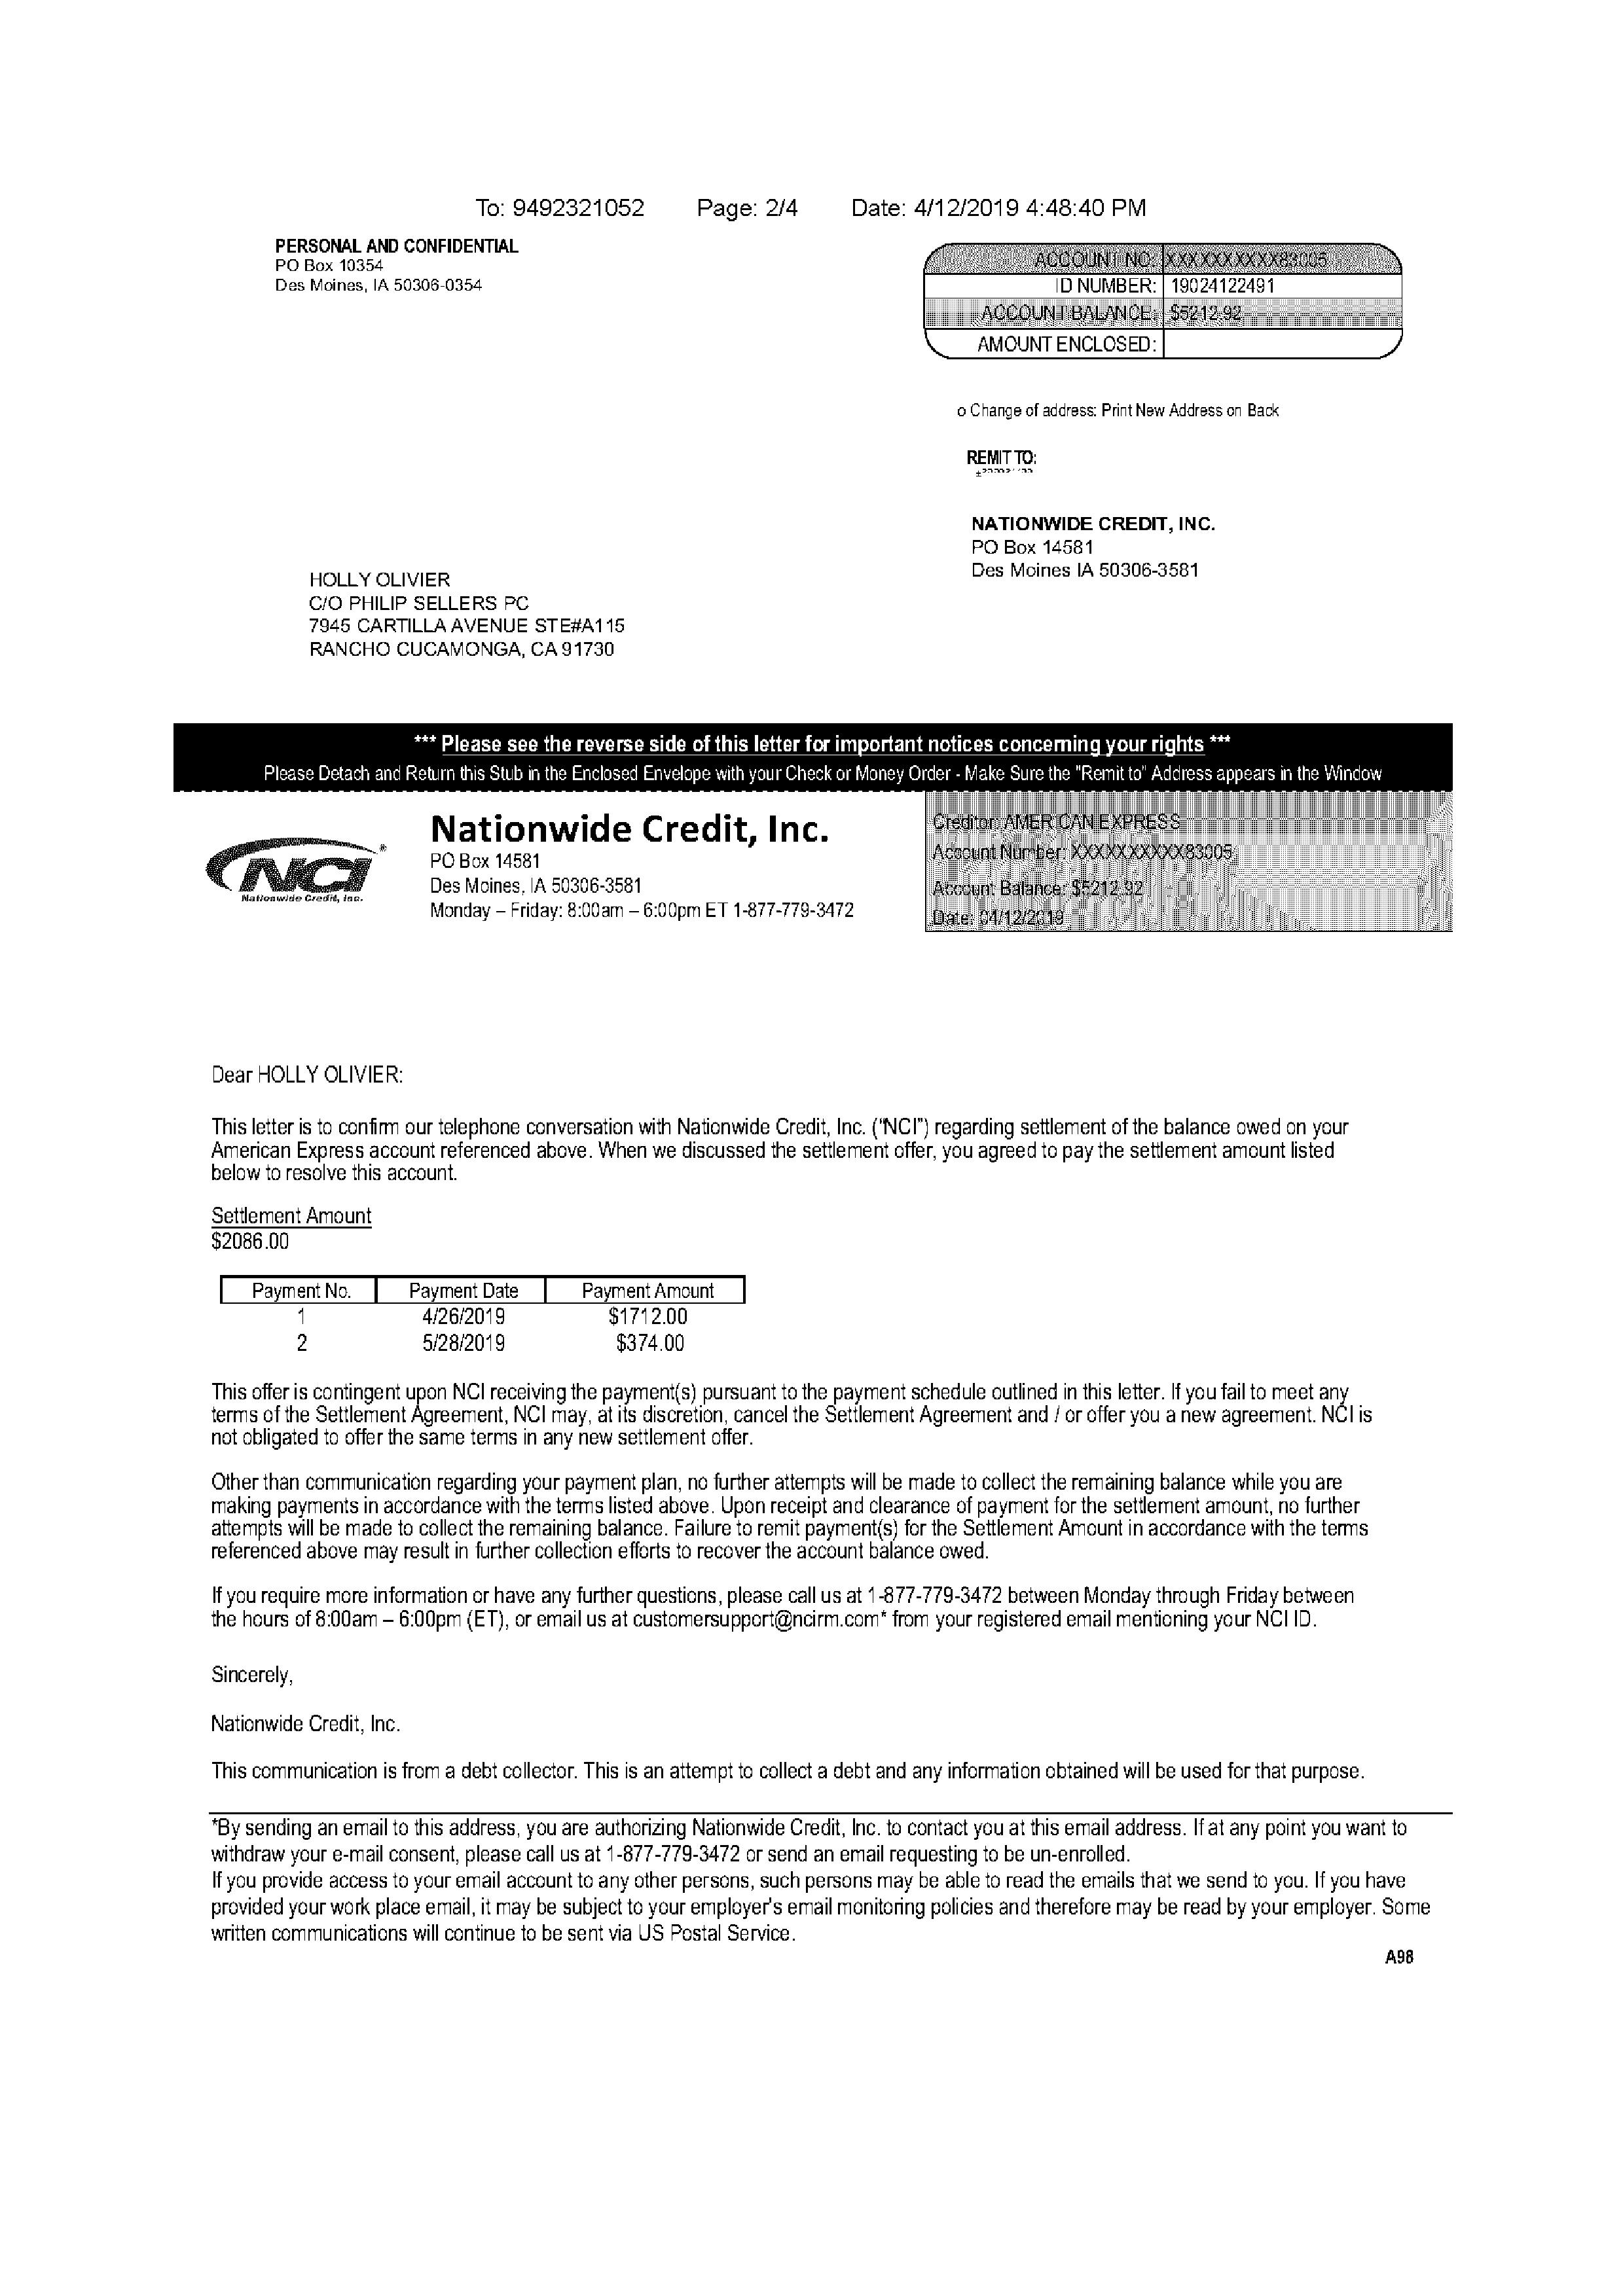 To: 9492321052 Page: 2/4 Date: 4/12/2019 4:48:40 PM
PERSONAL AND CONFIDENTIAL
PO Box 10354
Des Moines, IA 50306-0354
ACCOUNT NO: XXXXXXXXXX83005
ID NUMBER: 19024122491
ACCOUNT BALANCE: $5212.92
AMOUNT ENCLOSED:
o Change of address: Print New Address on Back
REMIT TO:
NATIONWIDE CREDIT, INC.
PO Box 14581
Des Moines IA 50306-3581
HOLLY OLIVIER
C/O PHILIP SELLERS PC
7945 CARTILLA AVENUE STE#A115
RANCHO CUCAMONGA, CA 91730
*** Please see the reverse side of this letter for important notices concerning your rights ***
Please Detach and Return this Stub in the Enclosed Envelope with your Check or Money Order - Make Sure the "Remit to" Address appears in the Window
NCI®
Nationwide Credit, Inc.
Nationwide Credit, Inc.
PO Box 14581
Des Moines, IA 50306-3581
Monday – Friday: 8:00am – 6:00pm ET 1-877-779-3472
Creditor: AMERICAN EXPRESS
Account Number: XXXXXXXXXX83005
Account Balance: $5212.92
Date: 04/12/2019
Dear HOLLY OLIVIER:
This letter is to confirm our telephone conversation with Nationwide Credit, Inc. ("NCI") regarding settlement of the balance owed on your
American Express account referenced above. When we discussed the settlement offer, you agreed to pay the settlement amount listed
below to resolve this account.
Settlement Amount
$2086.00
Payment No. Payment Date Payment Amount
1 4/26/2019 $1712.00
2 5/28/2019 $374.00
This offer is contingent upon NCI receiving the payment(s) pursuant to the payment schedule outlined in this letter. If you fail to meet any
terms of the Settlement Agreement, NCI may, at its discretion, cancel the Settlement Agreement and / or offer you a new agreement. NCI is
not obligated to offer the same terms in any new settlement offer.
Other than communication regarding your payment plan, no further attempts will be made to collect the remaining balance while you are
making payments in accordance with the terms listed above. Upon receipt and clearance of payment for the settlement amount, no further
attempts will be made to collect the remaining balance. Failure to remit payment(s) for the Settlement Amount in accordance with the terms
referenced above may result in further collection efforts to recover the account balance owed.
If you require more information or have any further questions, please call us at 1-877-779-3472 between Monday through Friday between
the hours of 8:00am – 6:00pm (ET), or email us at customersupport@ncirm.com* from your registered email mentioning your NCI ID.
Sincerely,
Nationwide Credit, Inc.
This communication is from a debt collector. This is an attempt to collect a debt and any information obtained will be used for that purpose.
*By sending an email to this address, you are authorizing Nationwide Credit, Inc. to contact you at this email address. If at any point you want to
withdraw your e-mail consent, please call us at 1-877-779-3472 or send an email requesting to be un-enrolled.
If you provide access to your email account to any other persons, such persons may be able to read the emails that we send to you. If you have
provided your work place email, it may be subject to your employer's email monitoring policies and therefore may be read by your employer. Some
written communications will continue to be sent via US Postal Service.
A98